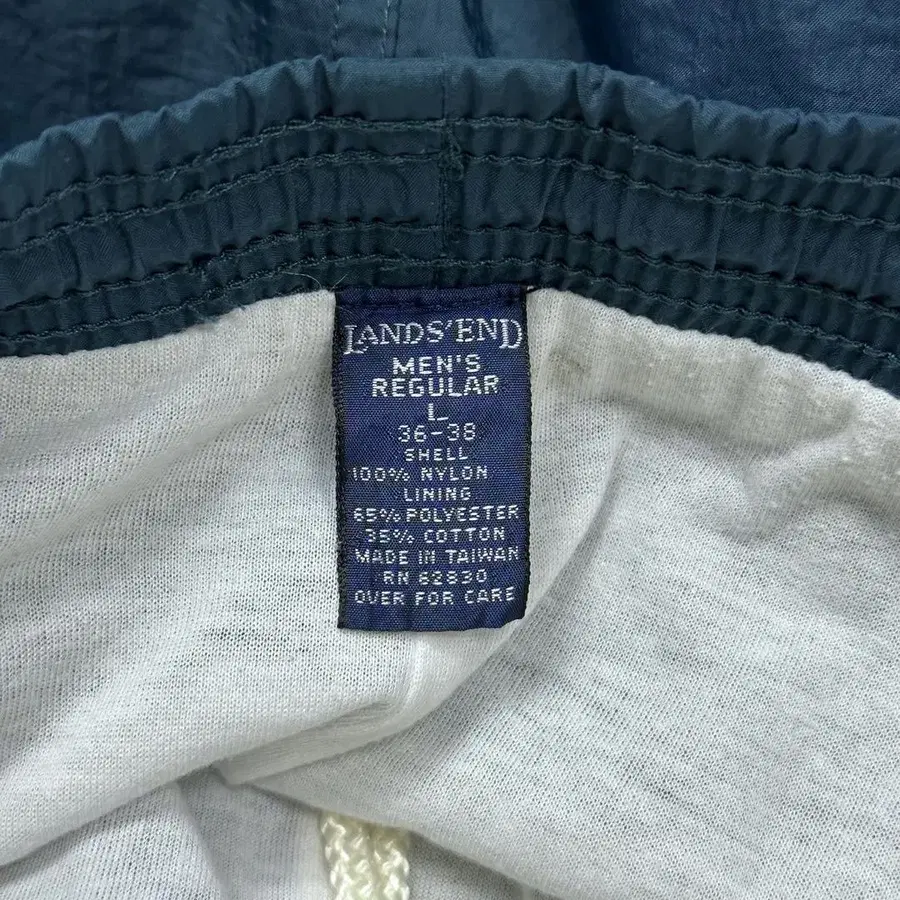 LANDS' END
MEN'S
REGULAR
L
36-38
SHELL
100% NYLON
LINING
65% POLYESTER
35% COTTON
MADE IN TAIWAN
RN 62830
OVER FOR CARE